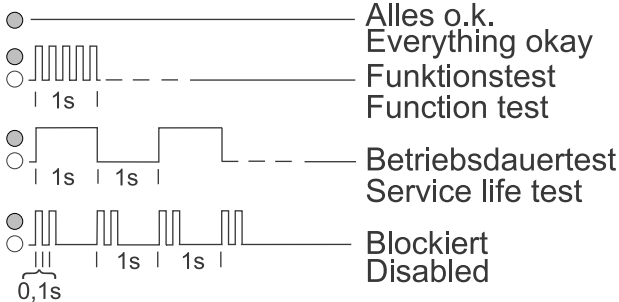 Alles o.k.
Everything okay
Funktionstest
1s
Function test
Betriebsdauertest
1s 1s
Service life test
Blockiert
1s 1s
Disabled
0,1s